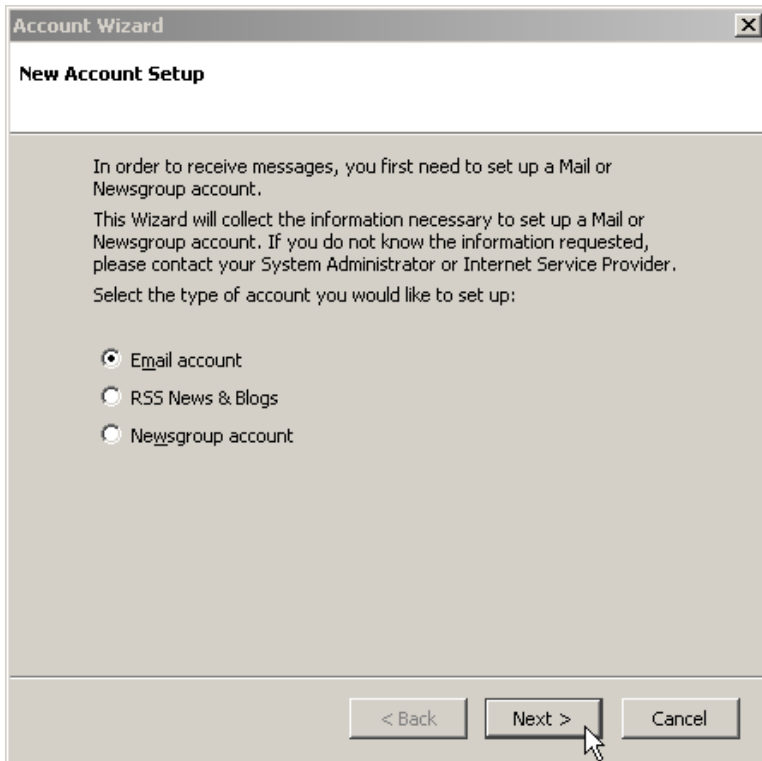 Account Wizard
New Account Setup
In order to receive messages, you first need to set up a Mail or
Newsgroup account.
This Wizard will collect the information necessary to set up a Mail or
Newsgroup account. If you do not know the information requested,
please contact your System Administrator or Internet Service Provider.
Select the type of account you would like to set up:
Email account
RSS News & Blogs
Newsgroup account
< Back
Next >
Cancel